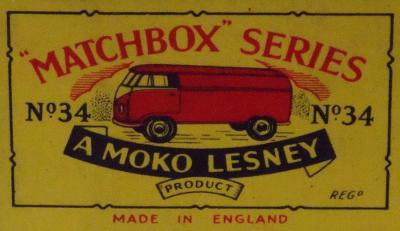 "MATCHBOX" SERIES
Nº34 Nº34
A MOKO LESNEY
PRODUCT
REGD
MADE IN ENGLAND